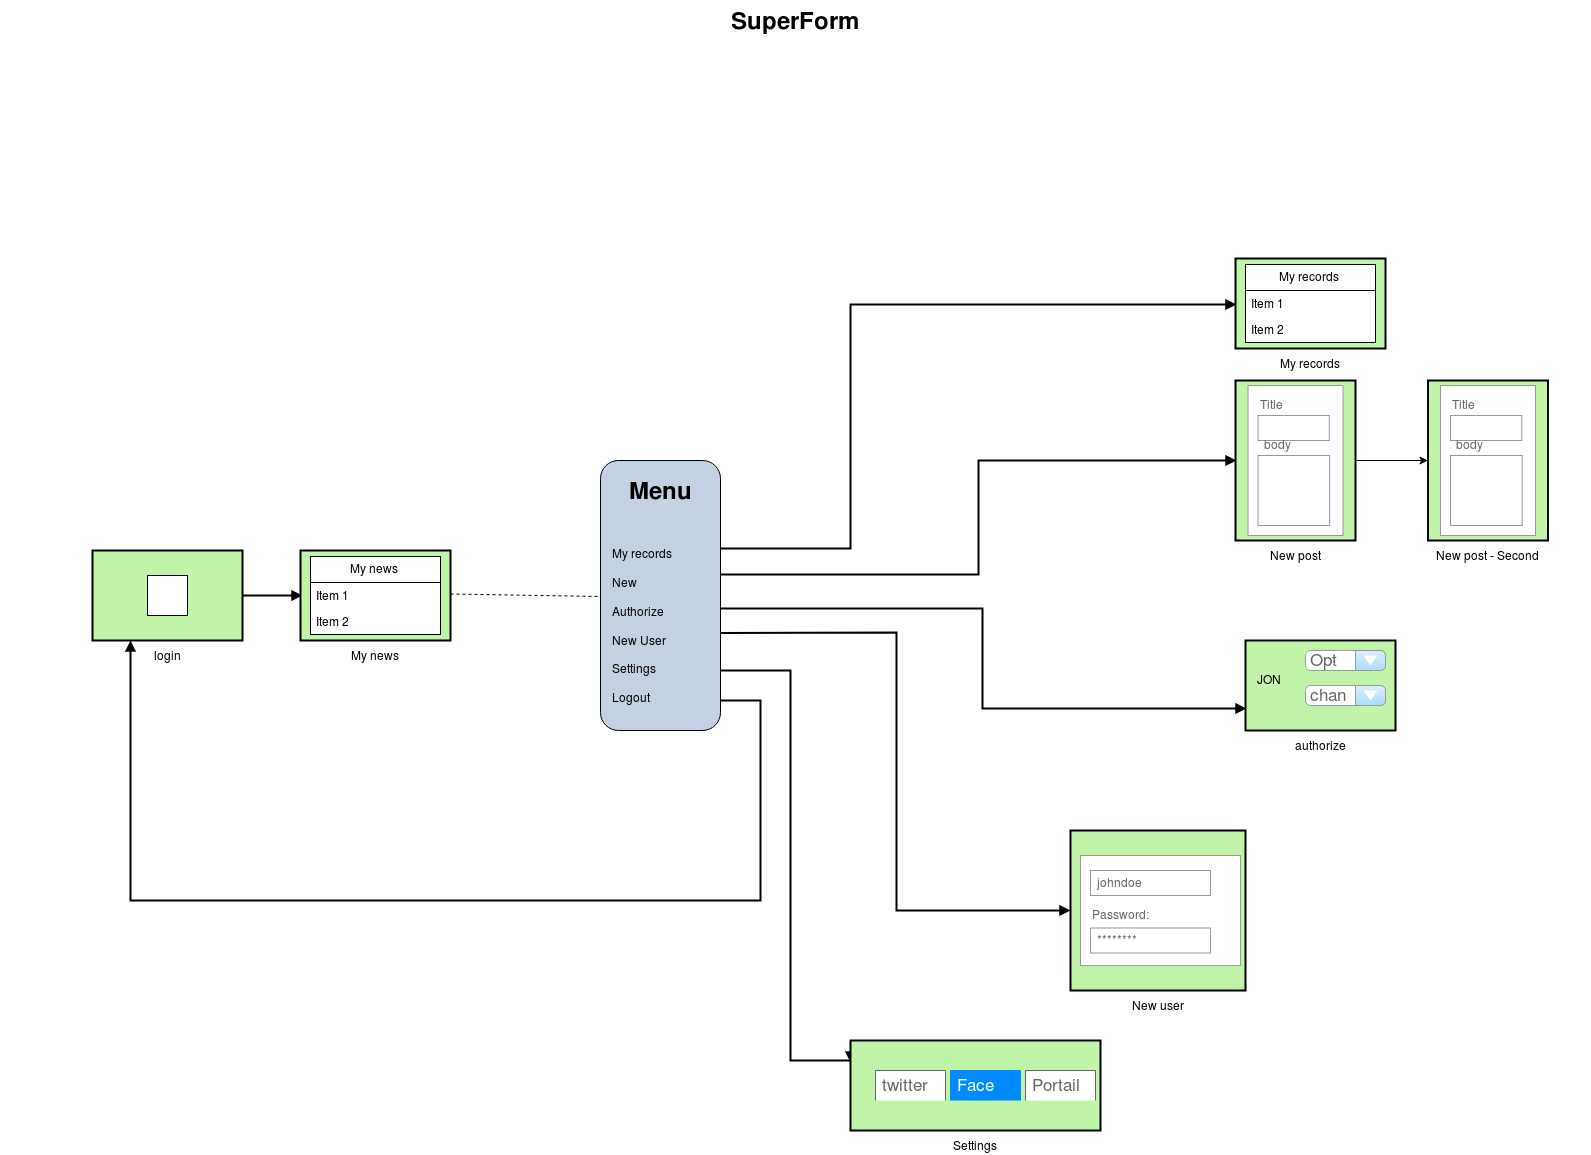 SuperForm
My records
Item 1
Item 2
My records
Title
body
New post
Title
body
New post - Second
Menu
My records
New
Authorize
New User
Settings
Logout
login
My news
Item 1
Item 2
My news
JON
Opt
chan
authorize
johndoe
Password:
********
New user
twitter
Face
Portail
Settings